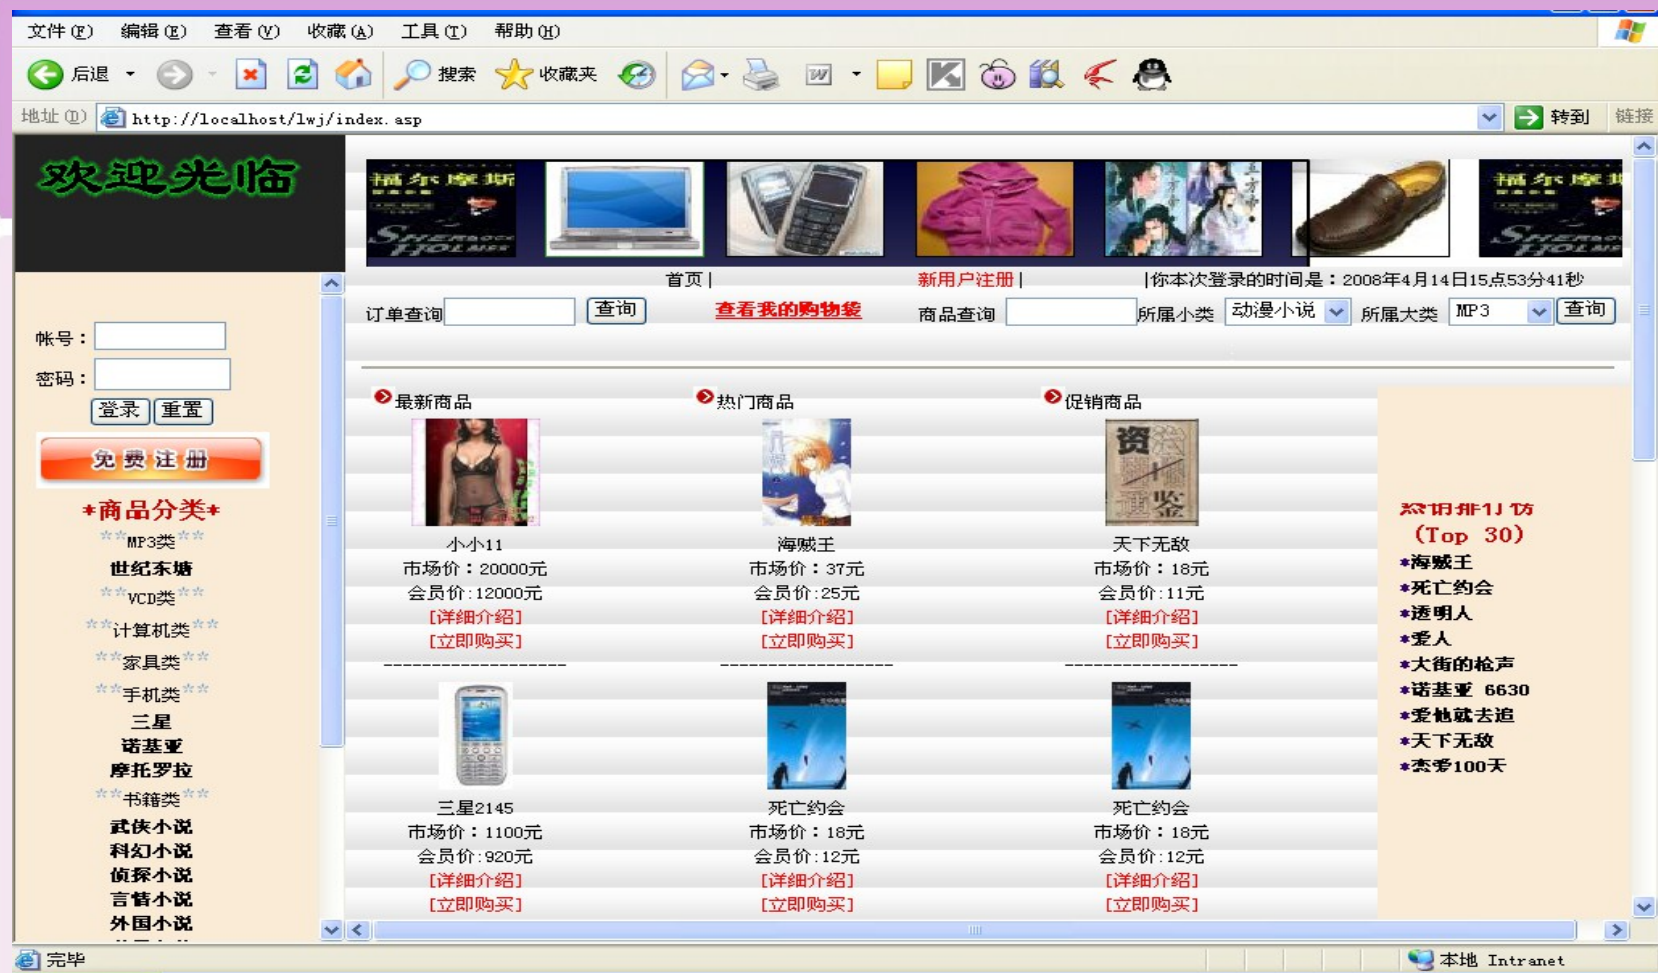 文件(F) 编辑(E) 查看(V) 收藏(A) 工具(T) 帮助(H)
后退 搜索 收藏夹
地址(D) http://localhost/lwj/index.asp 转到 链接
欢迎光临
福尔摩斯
SHERLOCK
HOLMES
首页| 新用户注册| |你本次登录的时间是：2008年4月14日15点53分41秒
订单查询 查询 查看我的购物袋 商品查询 所属小类 动漫小说 所属大类 MP3 查询
帐号：
密码：
登录 重置
免费注册
*商品分类*
**MP3类**
世纪东塘
**VCD类**
**计算机类**
**家具类**
**手机类**
三星
诺基亚
摩托罗拉
**书籍类**
武侠小说
科幻小说
侦探小说
言情小说
外国小说
最新商品
小小11
市场价：20000元
会员价:12000元
[详细介绍]
[立即购买]
------------------
三星2145
市场价：1100元
会员价:920元
[详细介绍]
[立即购买]
热门商品
海贼王
市场价：37元
会员价:25元
[详细介绍]
[立即购买]
------------------
死亡约会
市场价：18元
会员价:12元
[详细介绍]
[立即购买]
促销商品
天下无敌
市场价：18元
会员价:11元
[详细介绍]
[立即购买]
------------------
死亡约会
市场价：18元
会员价:12元
[详细介绍]
[立即购买]
(Top 30)
*海贼王
*死亡约会
*透明人
*爱人
*大街的枪声
*诺基亚 6630
*爱他就去追
*天下无敌
*恋爱100天
完毕 本地 Intranet